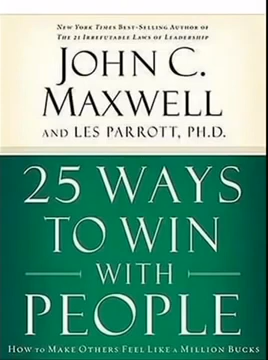 New York Times Best-Selling Author of
The 21 Irrefutable Laws of Leadership
JOHN C.
MAXWELL
AND LES PARROTT, PH.D.
25 WAYS
TO WIN
WITH
PEOPLE
How to Make Others Feel Like a Million Bucks